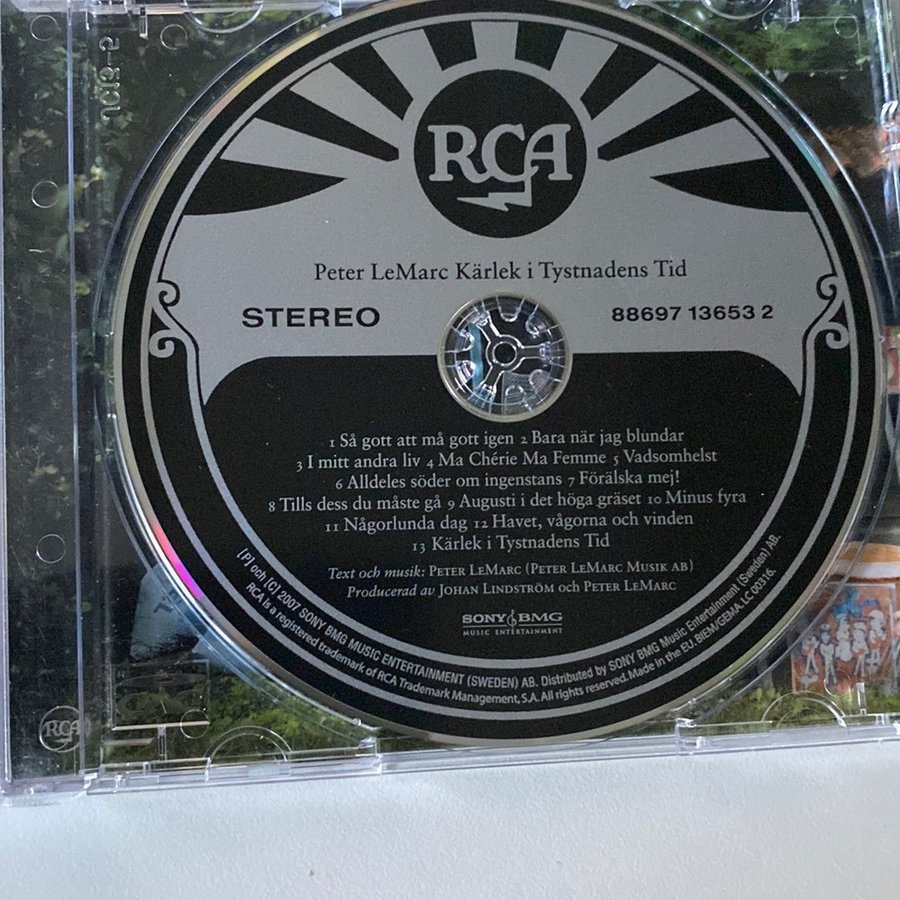 RCA
Peter LeMarc Kärlek i Tystnadens Tid
STEREO
88697 13653 2
1 Så gott att må gott igen 2 Bara när jag blundar
3 I mitt andra liv 4 Ma Chérie Ma Femme 5 Vadsomhelst
6 Alldeles söder om ingenstans 7 Förälska mej!
8 Tills dess du måste gå 9 Augusti i det höga gräset 10 Minus fyra
11 Någorlunda dag 12 Havet, vågorna och vinden
13 Kärlek i Tystnadens Tid
Text och musik: PETER LEMARC (PETER LEMARC MUSIK AB)
Producerad av JOHAN LINDSTRÖM OCH PETER LEMARC
SONY BMG
MUSIC ENTERTAINMENT
[P] och [C] 2007 SONY BMG MUSIC ENTERTAINMENT (SWEDEN) AB. Distributed by SONY BMG Music Entertainment (Sweden) AB.
RCA is a registered trademark of RCA Trademark Management, S.A. All rights reserved. Made in the EU. BIEM/GEMA. LC 00316.
RCA